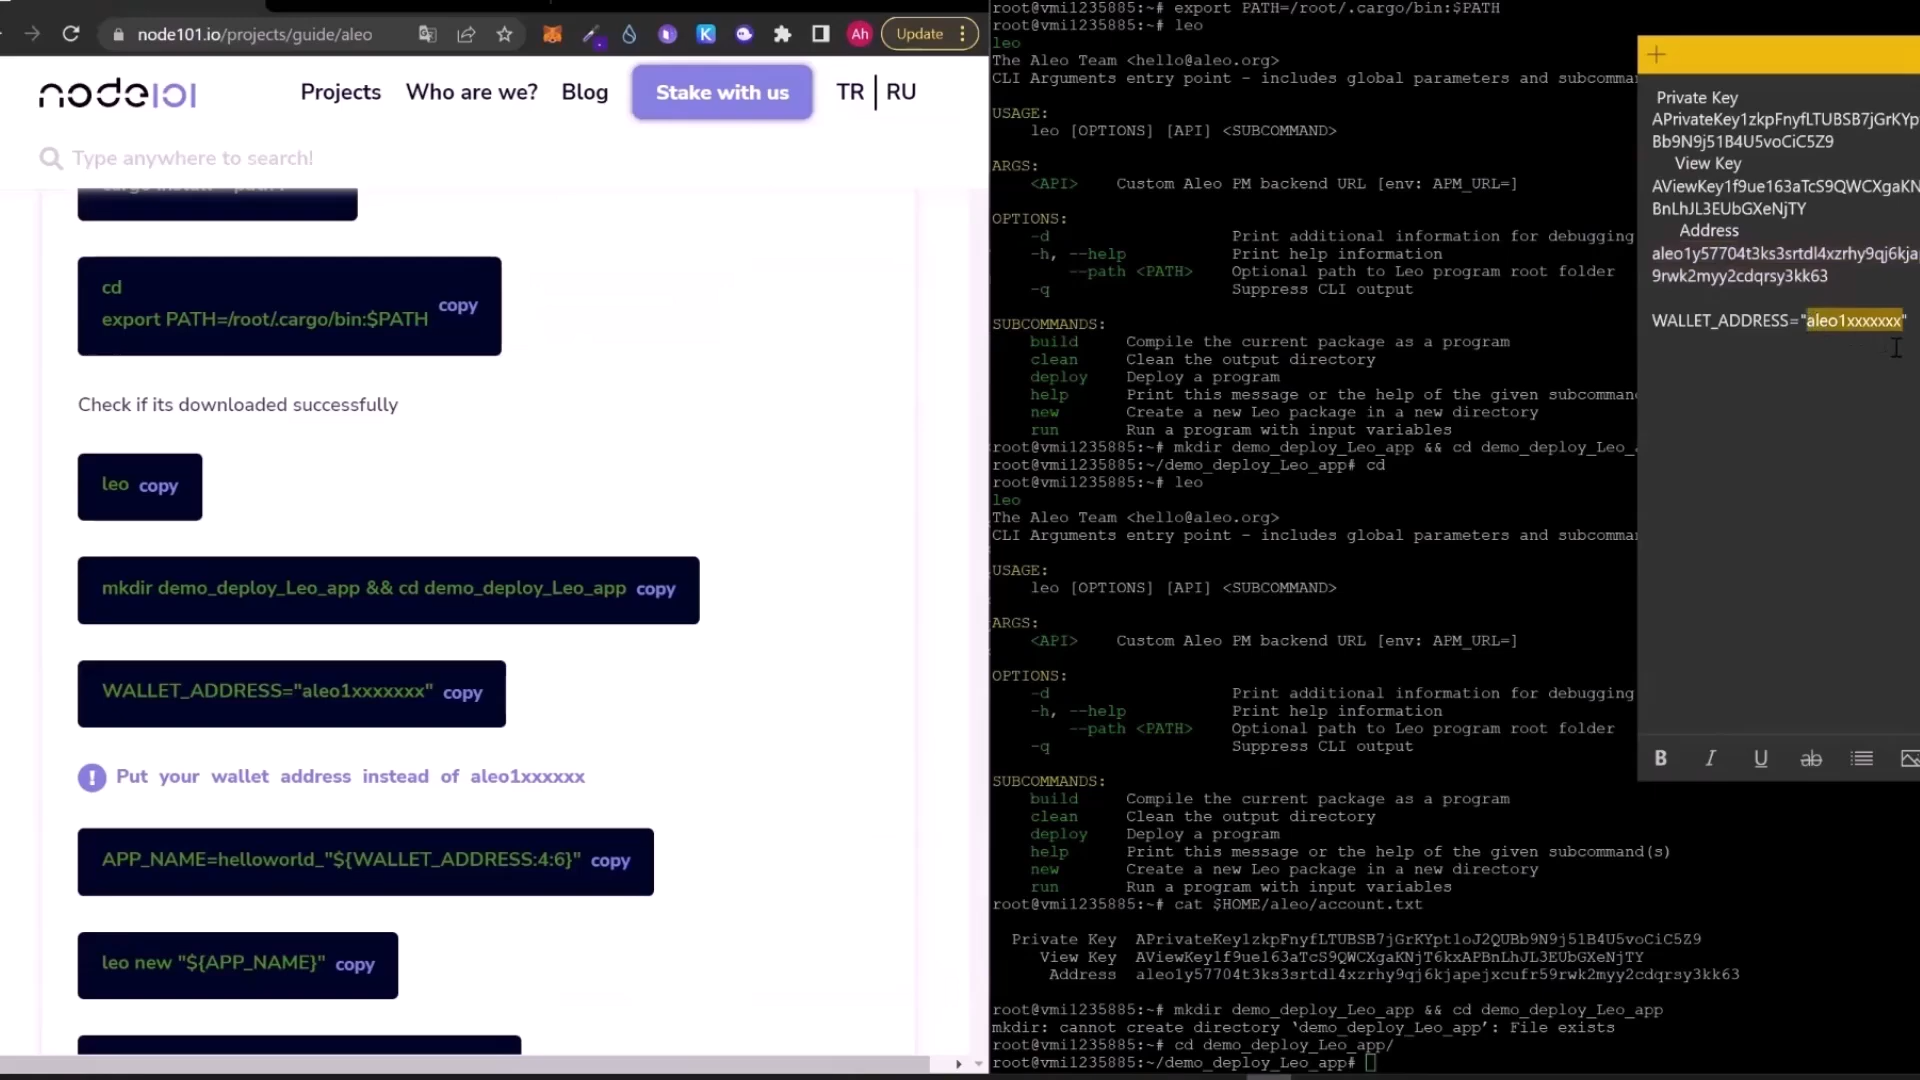 node101.io/projects/guide/aleo
Ah
Update
node101
Projects
Who are we?
Blog
Stake with us
TR
RU
Type anywhere to search!
cd
export PATH=/root/.cargo/bin:$PATH
copy
Check if its downloaded successfully
leo copy
mkdir demo_deploy_Leo_app && cd demo_deploy_Leo_app copy
WALLET_ADDRESS="aleo1xxxxxxx" copy
! Put your wallet address instead of aleo1xxxxxx
APP_NAME=helloworld_"${WALLET_ADDRESS:4:6}" copy
leo new "${APP_NAME}" copy
root@vmi1235885:~# export PATH=/root/.cargo/bin:$PATH
root@vmi1235885:~# leo
leo
The Aleo Team <hello@aleo.org>
CLI Arguments entry point - includes global parameters and subcomma
USAGE:
leo [OPTIONS] [API] <SUBCOMMAND>
ARGS:
<API> Custom Aleo PM backend URL [env: APM_URL=]
OPTIONS:
-d Print additional information for debugging
-h, --help Print help information
--path <PATH> Optional path to Leo program root folder
-q Suppress CLI output
SUBCOMMANDS:
build Compile the current package as a program
clean Clean the output directory
deploy Deploy a program
help Print this message or the help of the given subcomman
new Create a new Leo package in a new directory
run Run a program with input variables
root@vmi1235885:~# mkdir demo_deploy_Leo_app && cd demo_deploy_Leo_
root@vmi1235885:~/demo_deploy_Leo_app# cd
root@vmi1235885:~# leo
leo
The Aleo Team <hello@aleo.org>
CLI Arguments entry point - includes global parameters and subcomma
USAGE:
leo [OPTIONS] [API] <SUBCOMMAND>
ARGS:
<API> Custom Aleo PM backend URL [env: APM_URL=]
OPTIONS:
-d Print additional information for debugging
-h, --help Print help information
--path <PATH> Optional path to Leo program root folder
-q Suppress CLI output
SUBCOMMANDS:
build Compile the current package as a program
clean Clean the output directory
deploy Deploy a program
help Print this message or the help of the given subcommand(s)
new Create a new Leo package in a new directory
run Run a program with input variables
root@vmi1235885:~# cat $HOME/aleo/account.txt
Private Key APrivateKey1zkpFnyfLTUBSB7jGrKYpt1oJ2QUBb9N9j51B4U5voCiC5Z9
View Key AViewKey1f9ue163aTcS9QWCXgaKNjT6kxAPBnLhJL3EUbGXeNjTY
Address aleo1y57704t3ks3srtdl4xzrhy9qj6kjapejxcufr59rwk2myy2cdqrsy3kk63
root@vmi1235885:~# mkdir demo_deploy_Leo_app && cd demo_deploy_Leo_app
mkdir: cannot create directory ‘demo_deploy_Leo_app’: File exists
root@vmi1235885:~# cd demo_deploy_Leo_app/
root@vmi1235885:~/demo_deploy_Leo_app#
Private Key
APrivateKey1zkpFnyfLTUBSB7jGrKYp
Bb9N9j51B4U5voCiC5Z9
View Key
AViewKey1f9ue163aTcS9QWCXgaKN
BnLhJL3EUbGXeNjTY
Address
aleo1y57704t3ks3srtdl4xzrhy9qj6kja
9rwk2myy2cdqrsy3kk63
WALLET_ADDRESS="aleo1xxxxxxx"
B I U ab